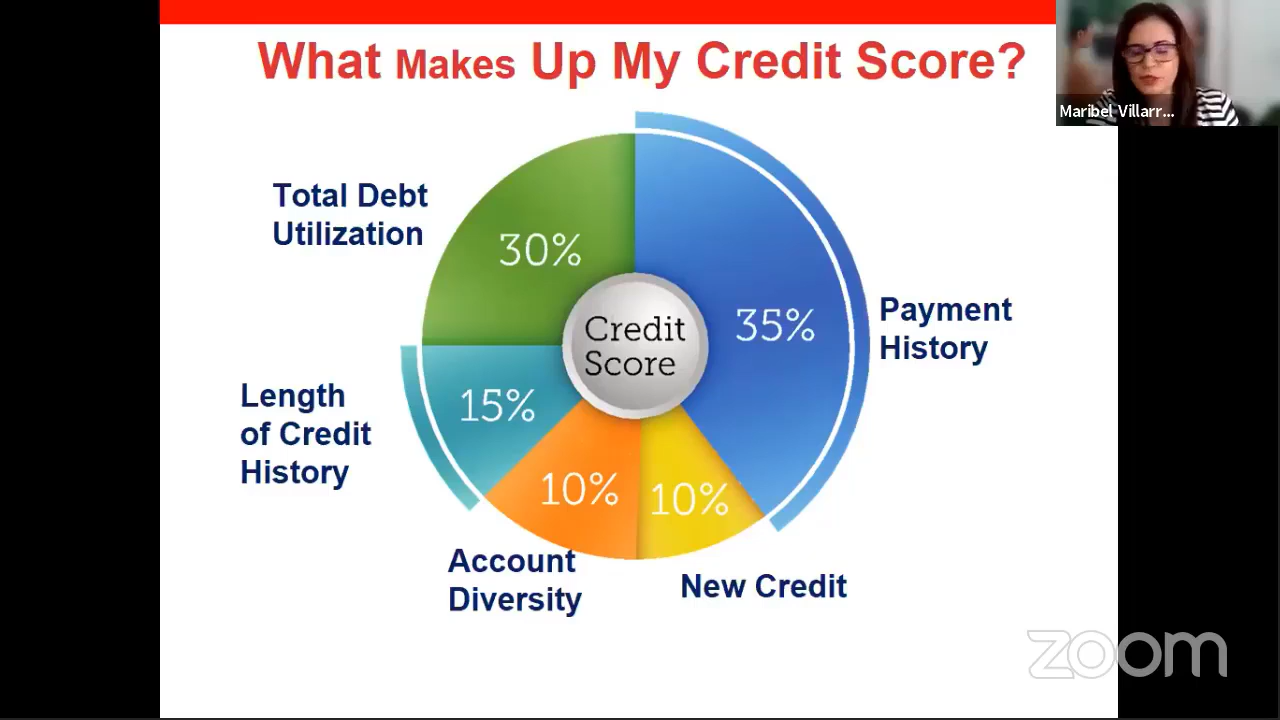 What Makes Up My Credit Score?
Maribel Villarr...
Total Debt
Utilization
30%
35%
Payment
History
Credit
Score
Length
of Credit
History
15%
10%
10%
Account
Diversity
New Credit
zoom